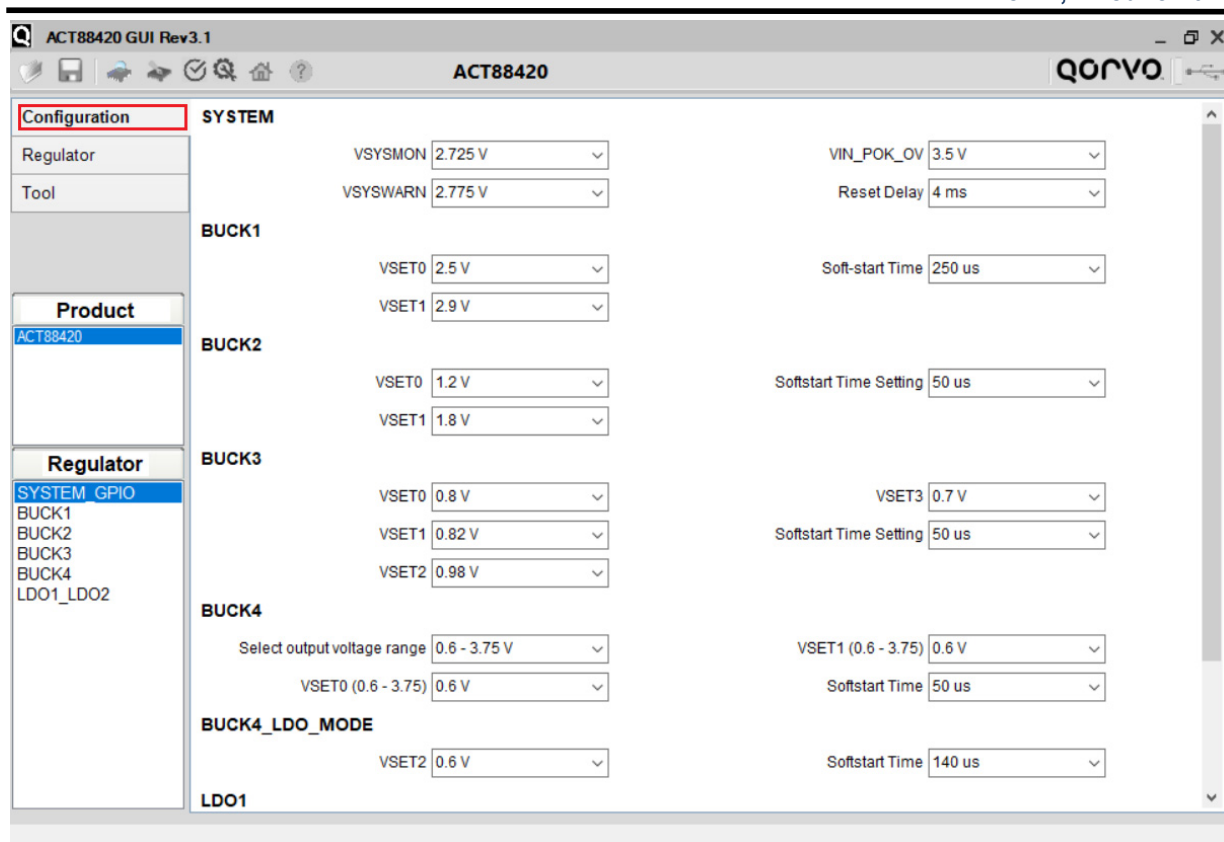 ACT88420 GUI Rev3.1
ACT88420
QORVO
Configuration
Regulator
Tool
Product
ACT88420
Regulator
SYSTEM_GPIO
BUCK1
BUCK2
BUCK3
BUCK4
LDO1_LDO2
SYSTEM
VSYSMON 2.725 V VIN_POK_OV 3.5 V
VSYSWARN 2.775 V Reset Delay 4 ms
BUCK1
VSET0 2.5 V Soft-start Time 250 us
VSET1 2.9 V
BUCK2
VSET0 1.2 V Softstart Time Setting 50 us
VSET1 1.8 V
BUCK3
VSET0 0.8 V VSET3 0.7 V
VSET1 0.82 V Softstart Time Setting 50 us
VSET2 0.98 V
BUCK4
Select output voltage range 0.6 - 3.75 V VSET1 (0.6 - 3.75) 0.6 V
VSET0 (0.6 - 3.75) 0.6 V Softstart Time 50 us
BUCK4_LDO_MODE
VSET2 0.6 V Softstart Time 140 us
LDO1